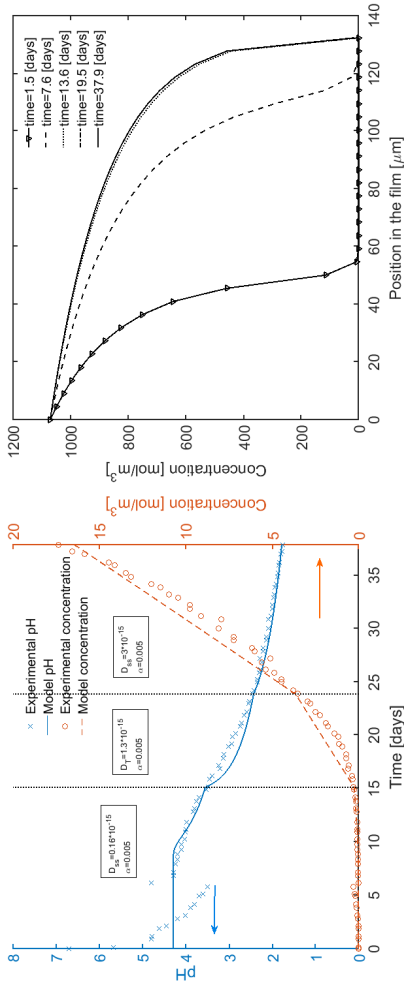 8
7
6
5
4
3
2
1
0
pH
Experimental pH
Model pH
Experimental concentration
Model concentration
D_ss=0.16*10^-15
α=0.005
D_T=1.3*10^-15
α=0.005
D_ss=3*10^-15
α=0.005
20
15
10
5
0
Concentration [mol/m^3]
0 5 10 15 20 25 30 35
Time [days]
1200
1000
800
600
400
200
0
Concentration [mol/m^3]
time=1.5 [days]
time=7.6 [days]
time=13.6 [days]
time=19.5 [days]
time=37.9 [days]
0 20 40 60 80 100 120 140
Position in the film [μm]